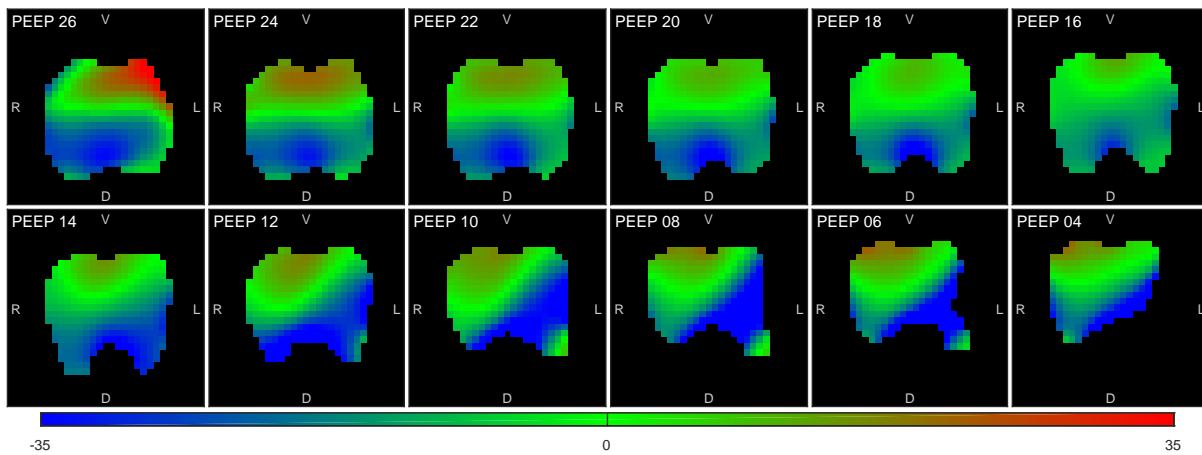 PEEP 26 V R L D
PEEP 24 V R L D
PEEP 22 V R L D
PEEP 20 V R L D
PEEP 18 V R L D
PEEP 16 V R L D
PEEP 14 V R L D
PEEP 12 V R L D
PEEP 10 V R L D
PEEP 08 V R L D
PEEP 06 V R L D
PEEP 04 V R L D
-35 0 35